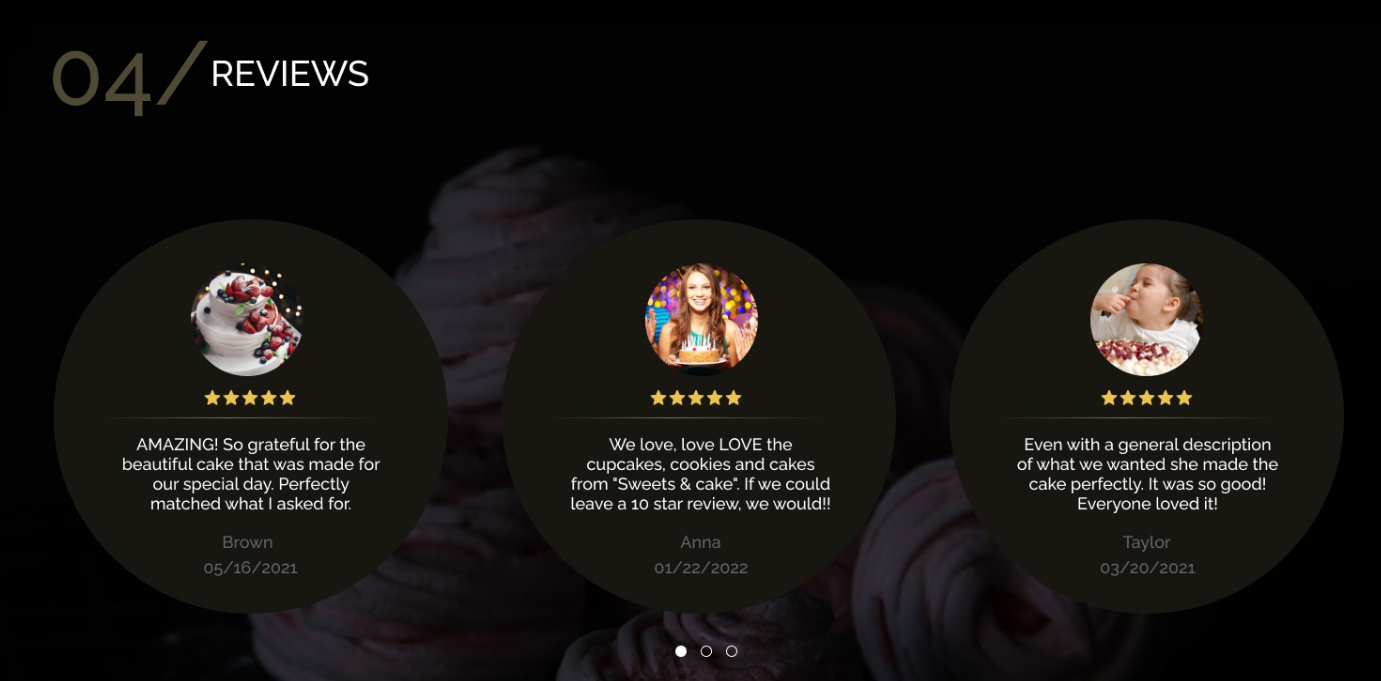 04/ REVIEWS
AMAZING! So grateful for the
beautiful cake that was made for
our special day. Perfectly
matched what I asked for.
Brown
05/16/2021
We love, love LOVE the
cupcakes, cookies and cakes
from "Sweets & cake". If we could
leave a 10 star review, we would!!
Anna
01/22/2022
Even with a general description
of what we wanted she made the
cake perfectly. It was so good!
Everyone loved it!
Taylor
03/20/2021